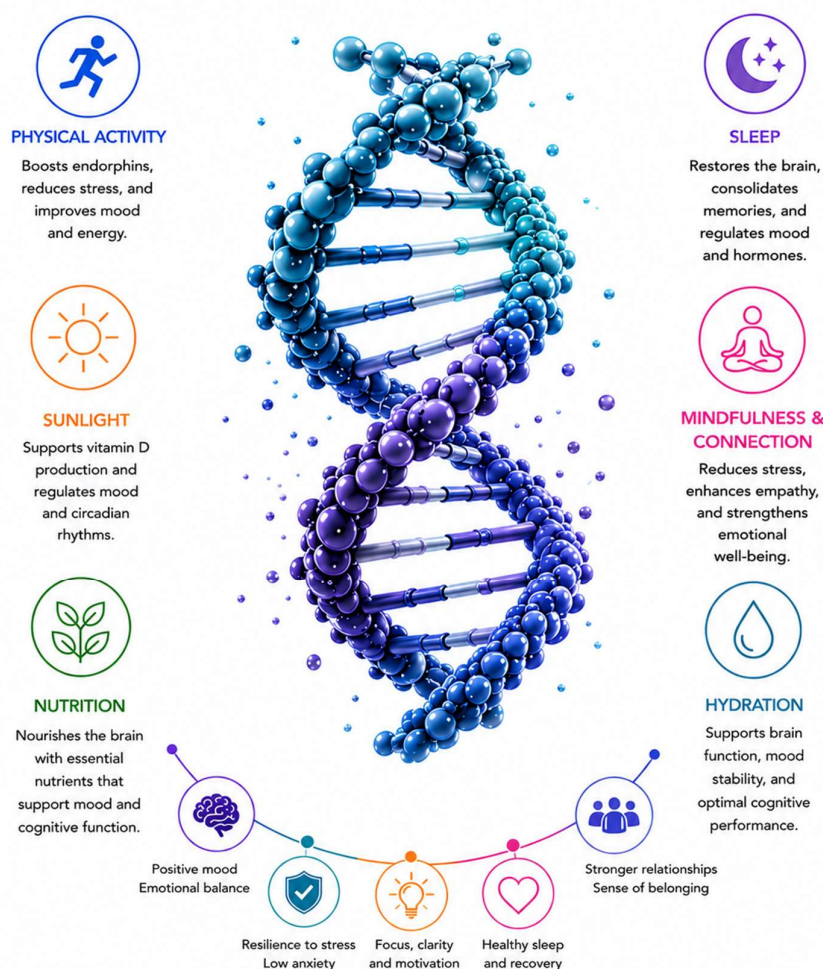 PHYSICAL ACTIVITY
Boosts endorphins,
reduces stress, and
improves mood
and energy.
SUNLIGHT
Supports vitamin D
production and
regulates mood
and circadian
rhythms.
NUTRITION
Nourishes the brain
with essential
nutrients that
support mood and
cognitive function.
SLEEP
Restores the brain,
consolidates
memories, and
regulates mood
and hormones.
MINDFULNESS &
CONNECTION
Reduces stress,
enhances empathy,
and strengthens
emotional
well-being.
HYDRATION
Supports brain
function, mood
stability, and
optimal cognitive
performance.
Positive mood
Emotional balance
Resilience to stress
Low anxiety
Focus, clarity
and motivation
Healthy sleep
and recovery
Stronger relationships
Sense of belonging